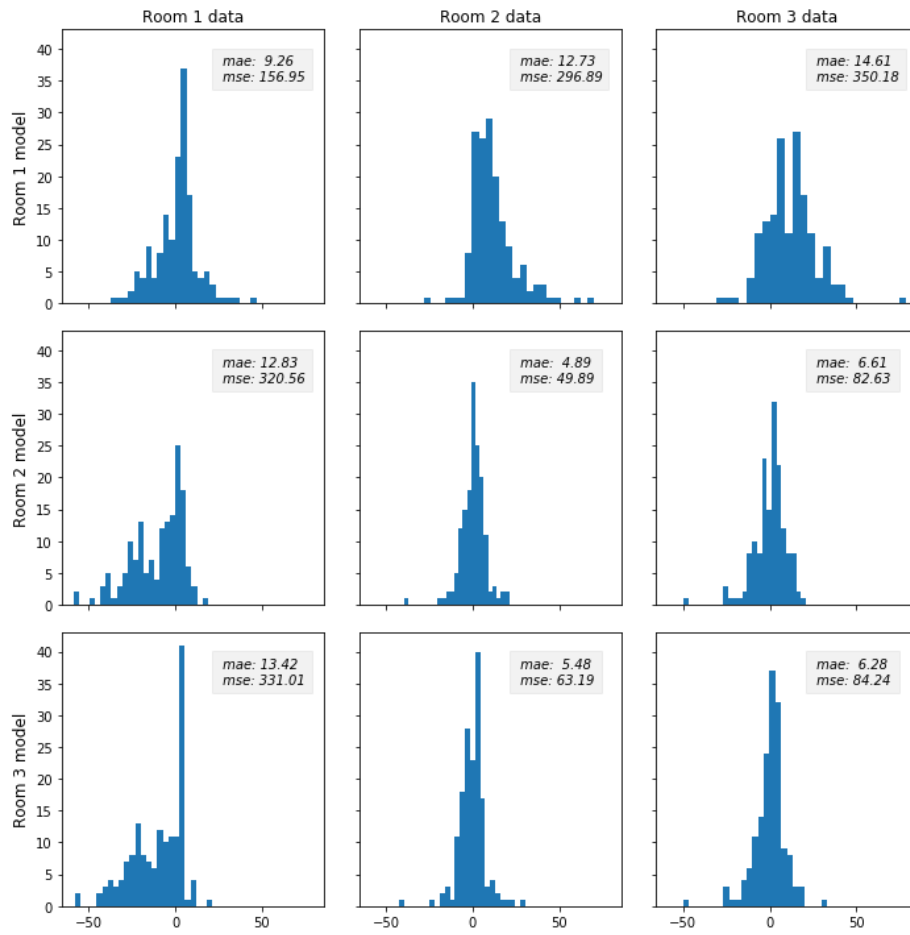 Room 1 data Room 2 data Room 3 data
Room 1 model
40
35
30
25
20
15
10
5
0
mae:  9.26
mse: 156.95
mae: 12.73
mse: 296.89
mae: 14.61
mse: 350.18
Room 2 model
40
35
30
25
20
15
10
5
0
mae: 12.83
mse: 320.56
mae:  4.89
mse: 49.89
mae:  6.61
mse: 82.63
Room 3 model
40
35
30
25
20
15
10
5
0
mae: 13.42
mse: 331.01
mae:  5.48
mse: 63.19
mae:  6.28
mse: 84.24
−50 0 50 −50 0 50 −50 0 50